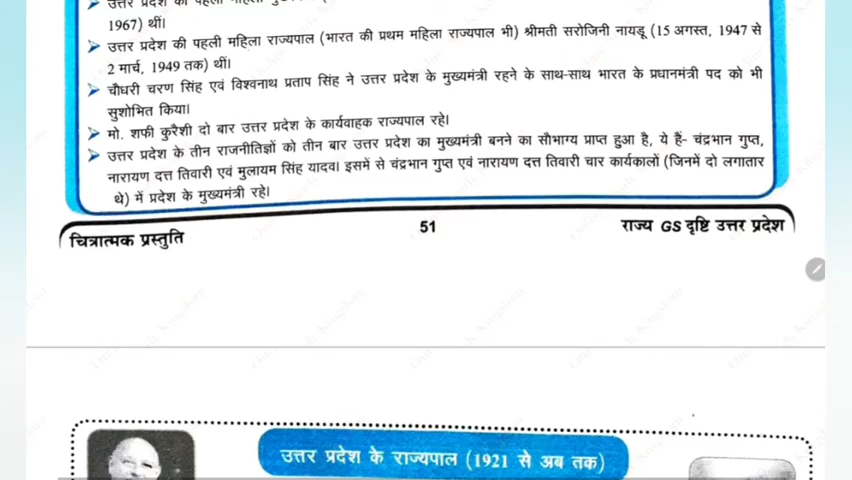 1967) थीं।
उत्तर प्रदेश की पहली महिला राज्यपाल (भारत की प्रथम महिला राज्यपाल भी) श्रीमती सरोजिनी नायडू (15 अगस्त, 1947 से
2 मार्च, 1949 तक) थीं।
चौधरी चरण सिंह एवं विश्वनाथ प्रताप सिंह ने उत्तर प्रदेश के मुख्यमंत्री रहने के साथ-साथ भारत के प्रधानमंत्री पद को भी
सुशोभित किया।
मो. शफी कुरैशी दो बार उत्तर प्रदेश के कार्यवाहक राज्यपाल रहे।
उत्तर प्रदेश के तीन राजनीतिज्ञों को तीन बार उत्तर प्रदेश का मुख्यमंत्री बनने का सौभाग्य प्राप्त हुआ है, ये हैं- चंद्रभान गुप्त,
नारायण दत्त तिवारी एवं मुलायम सिंह यादव। इसमें से चंद्रभान गुप्त एवं नारायण दत्त तिवारी चार कार्यकालों (जिनमें दो लगातार
थे) में प्रदेश के मुख्यमंत्री रहे।
चित्रात्मक प्रस्तुति 51 राज्य GS दृष्टि उत्तर प्रदेश
उत्तर प्रदेश के राज्यपाल (1921 से अब तक)